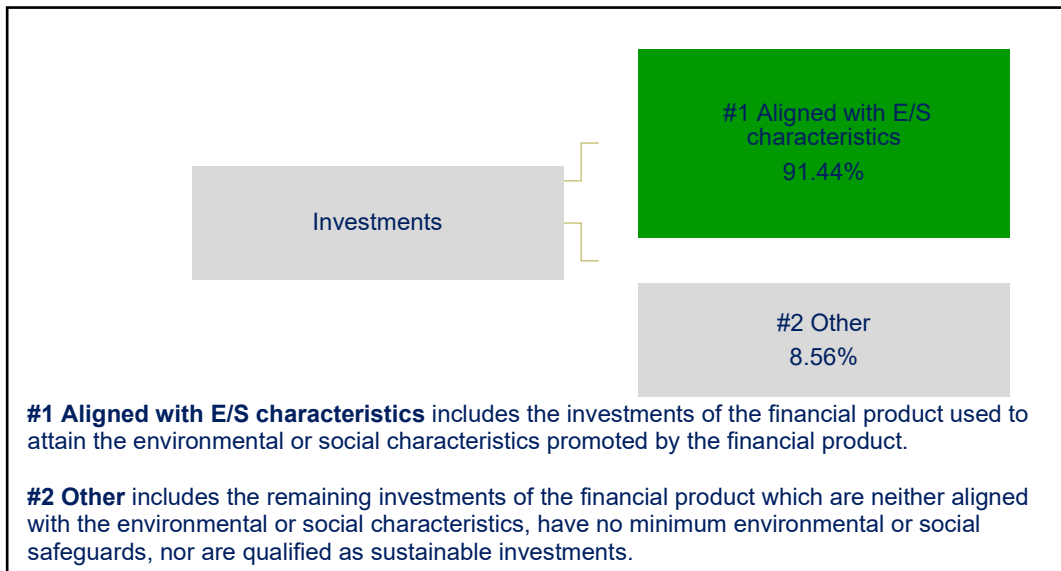 Investments
#1 Aligned with E/S
characteristics
91.44%
#2 Other
8.56%
#1 Aligned with E/S characteristics includes the investments of the financial product used to
attain the environmental or social characteristics promoted by the financial product.
#2 Other includes the remaining investments of the financial product which are neither aligned
with the environmental or social characteristics, have no minimum environmental or social
safeguards, nor are qualified as sustainable investments.